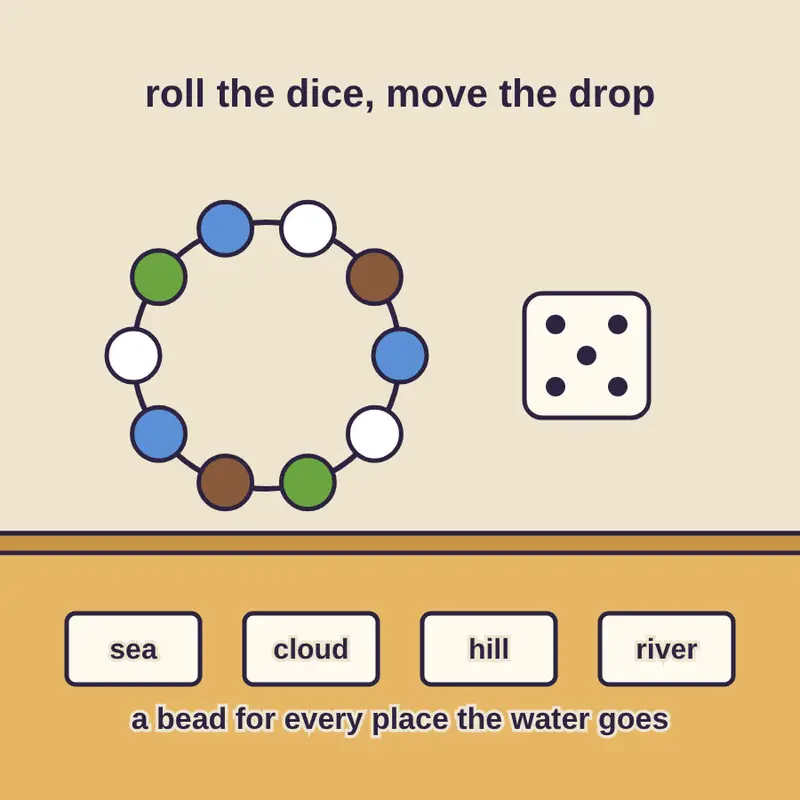 roll the dice, move the drop
sea
cloud
hill
river
a bead for every place the water goes